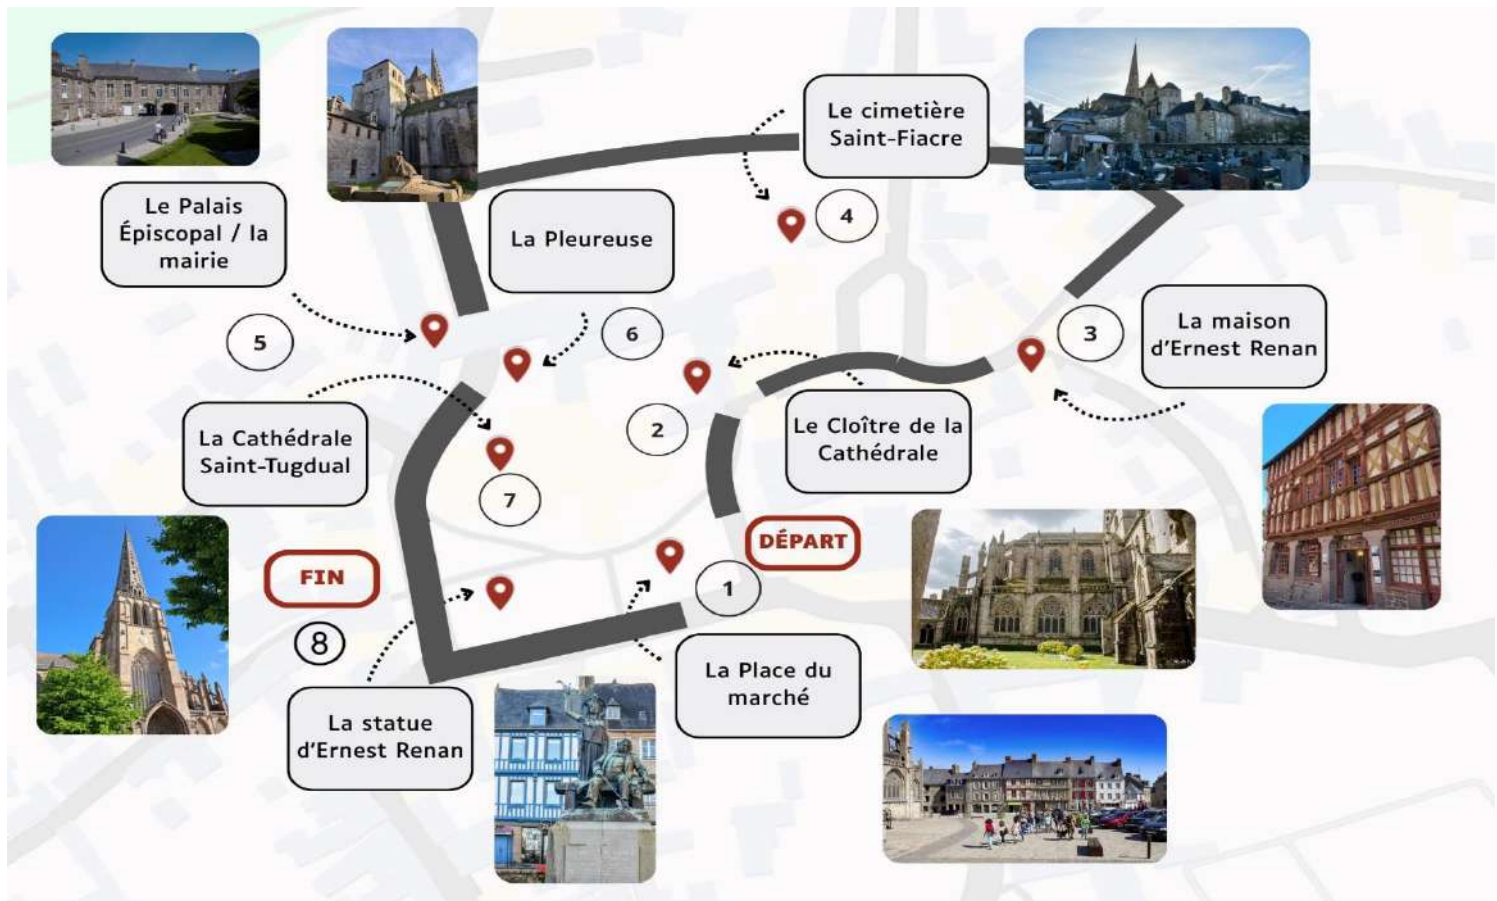 Le cimetière
Saint-Fiacre
4
Le Palais
Épiscopal / la
mairie
5
La Pleureuse
6
3
La maison
d'Ernest Renan
2
Le Cloître de la
Cathédrale
La Cathédrale
Saint-Tugdual
7
DÉPART
1
FIN
8
La Place du
marché
La statue
d'Ernest Renan